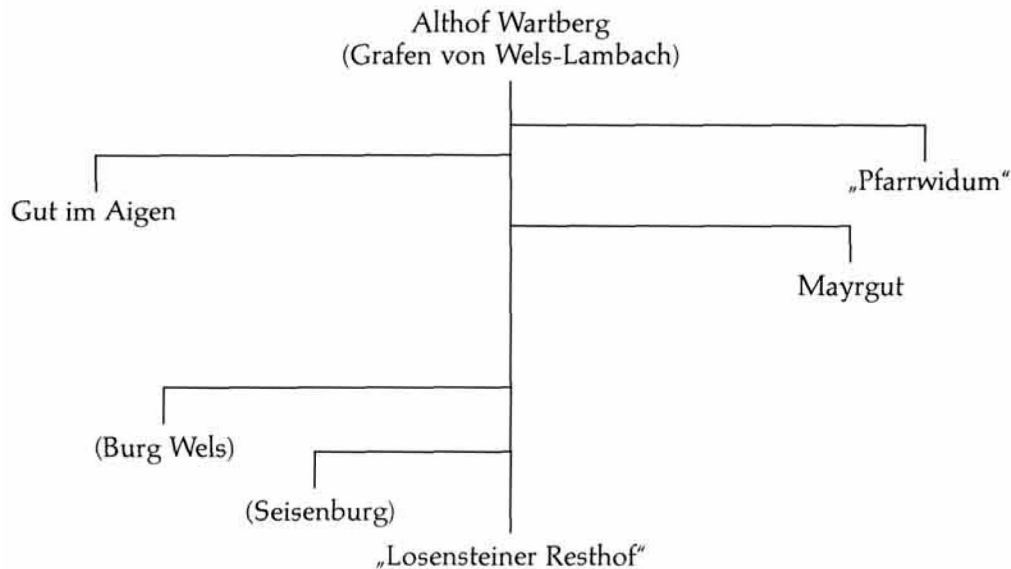 Althof Wartberg
(Grafen von Wels-Lambach)
„Pfarrwidum“
Gut im Aigen
Mayrgut
(Burg Wels)
(Seisenburg)
„Losensteiner Resthof“